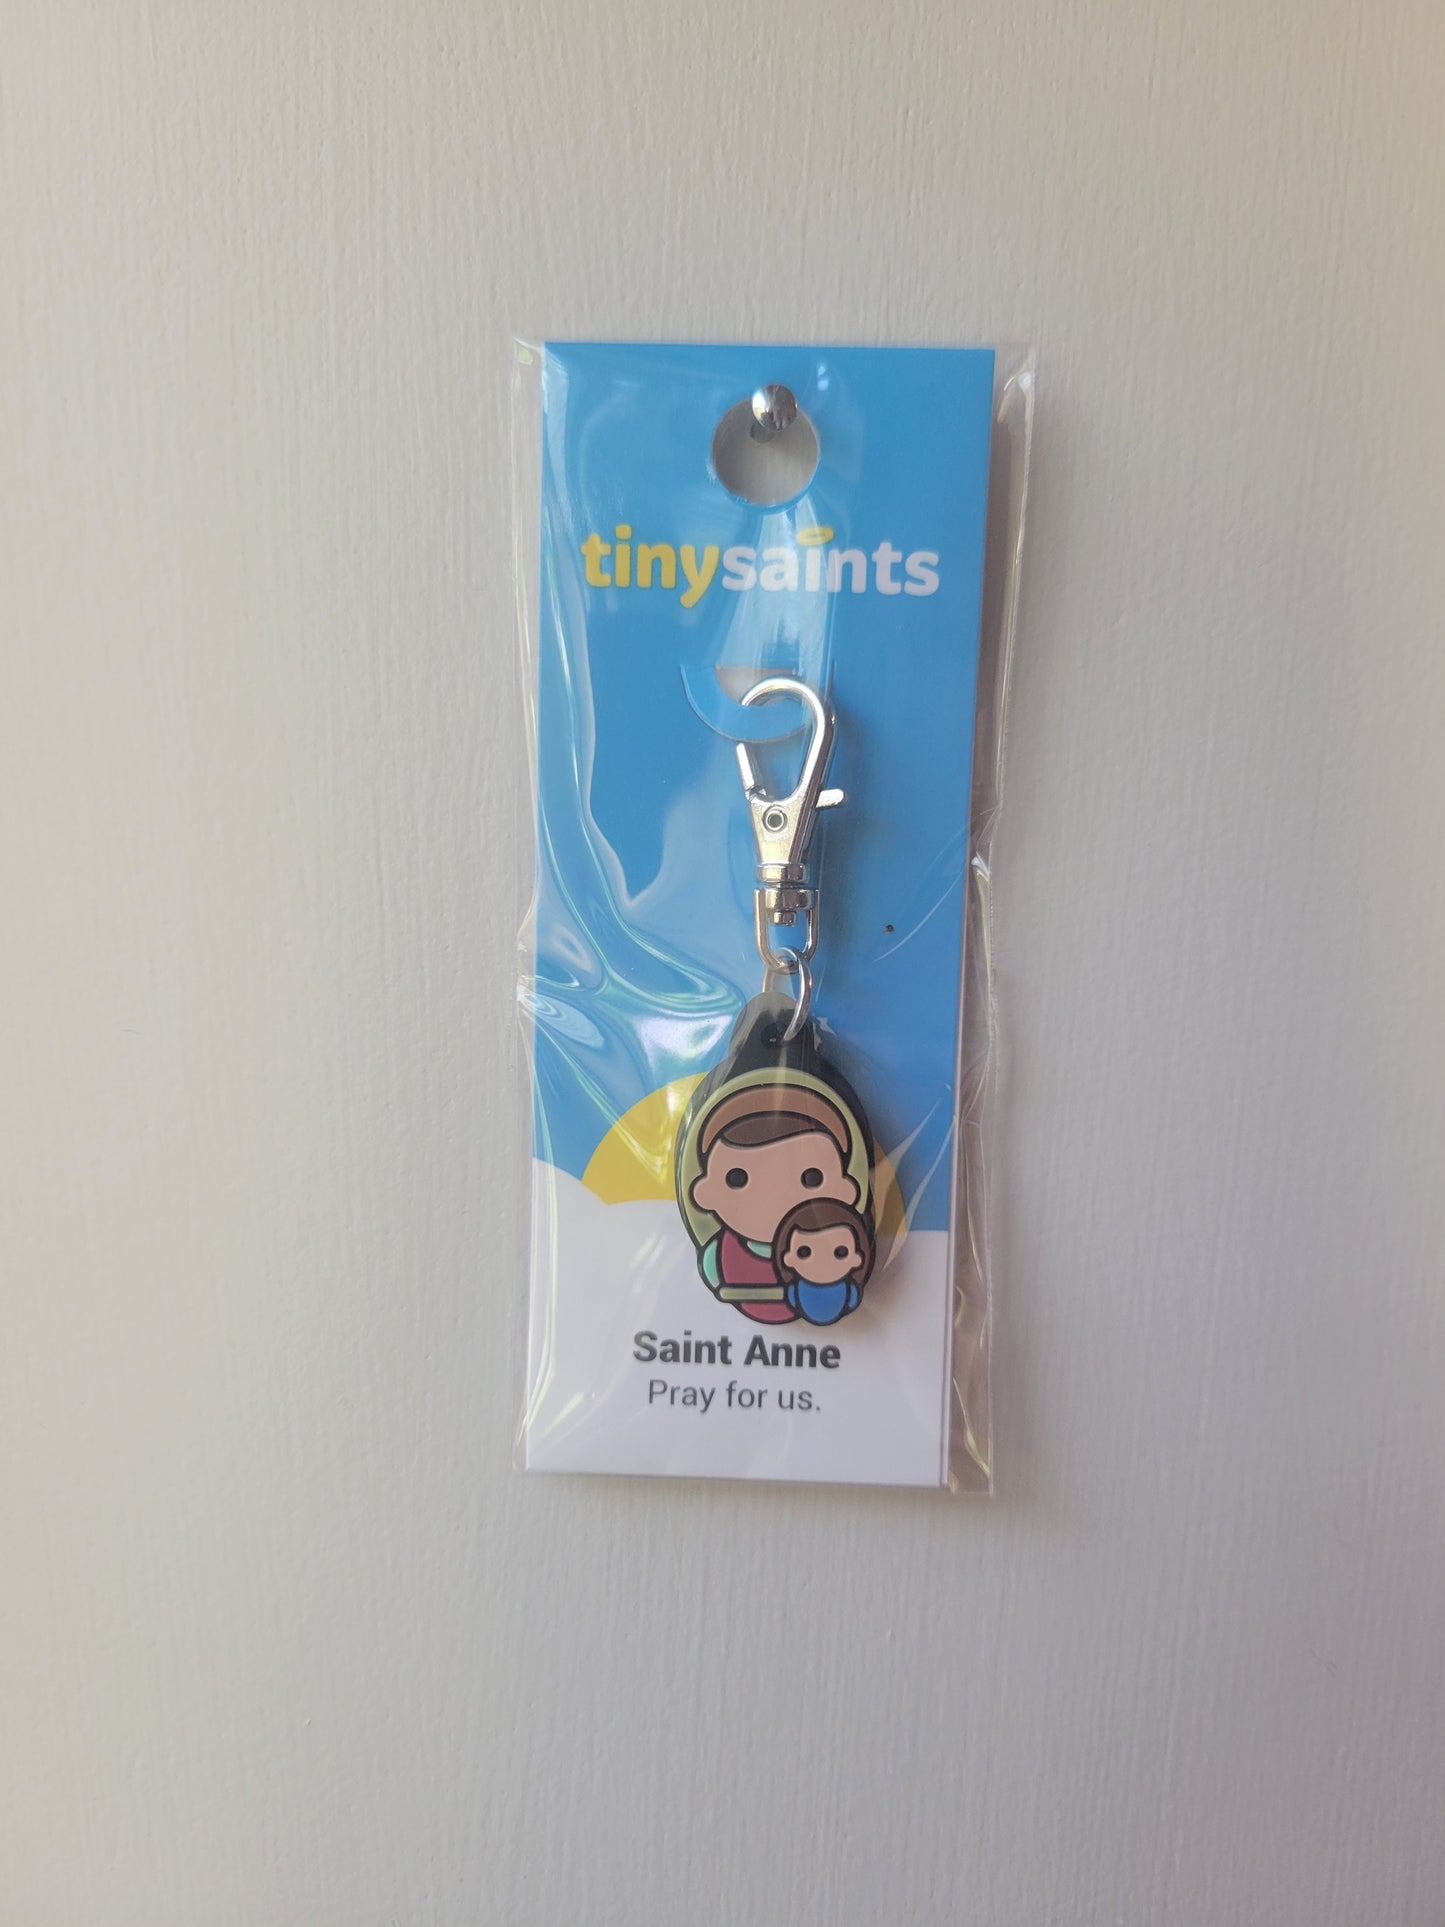 tinysaints
Saint Anne
Pray for us.